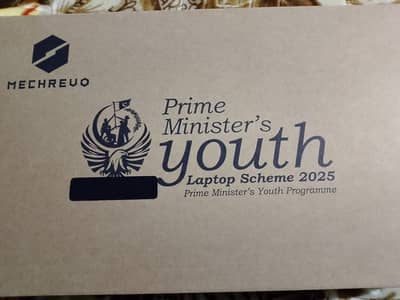 MECHREVO
Prime
Minister's
youth
Laptop Scheme 2025
Prime Minister's Youth Programme